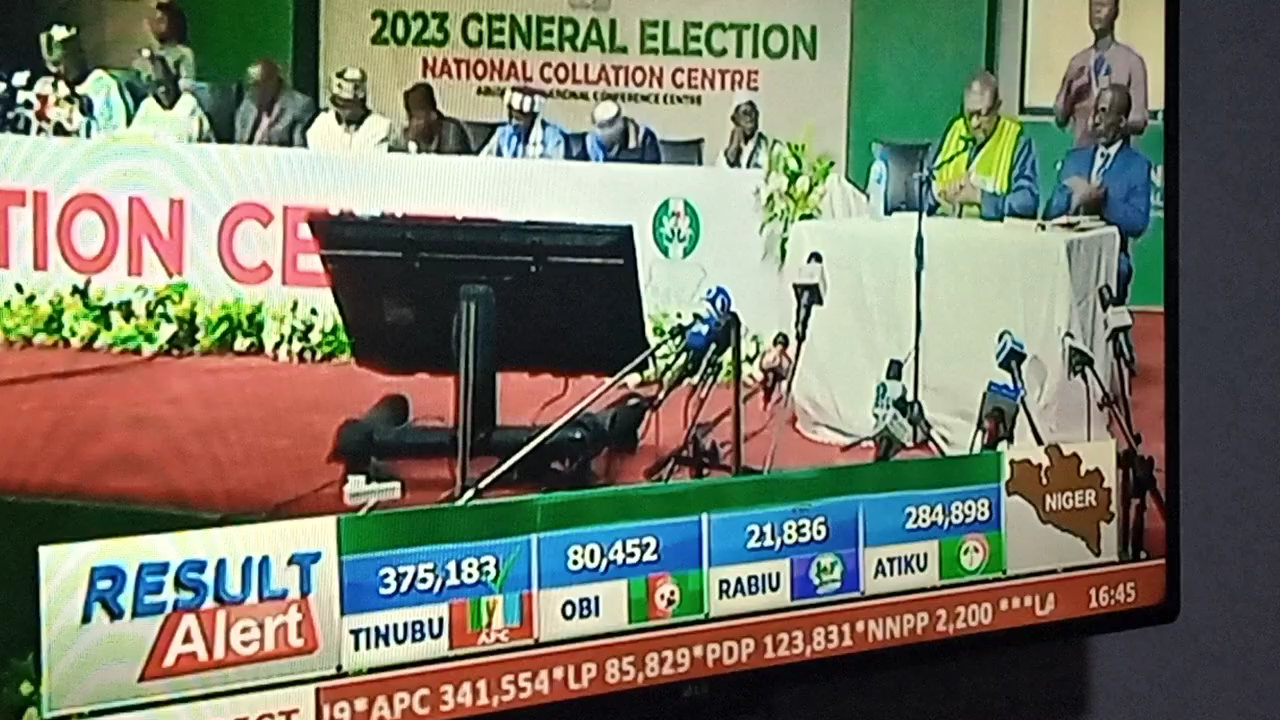 2023 GENERAL ELECTION
NATIONAL COLLATION CENTRE
TION CE
NIGER
RESULT
Alert
375,183 80,452 21,836 284,898
TINUBU APC OBI RABIU ATIKU
9*APC 341,554*LP 85,829*PDP 123,831*NNPP 2,200 ***LA
16:45